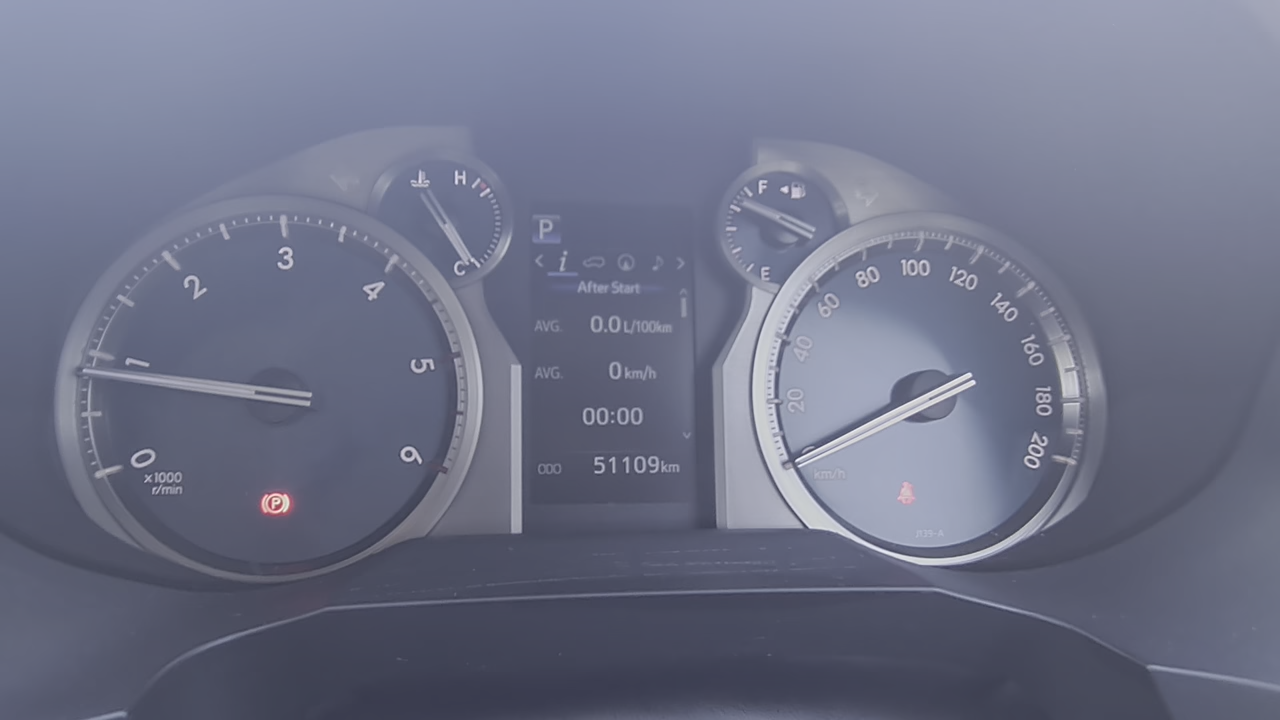 0
1
2
3
4
5
6
x1000
r/min
P
H
C
P
i
After Start
AVG. 0.0 L/100km
AVG. 0 km/h
00:00
ODO 51109 km
F
E
20
40
60
80
100
120
140
160
180
200
km/h